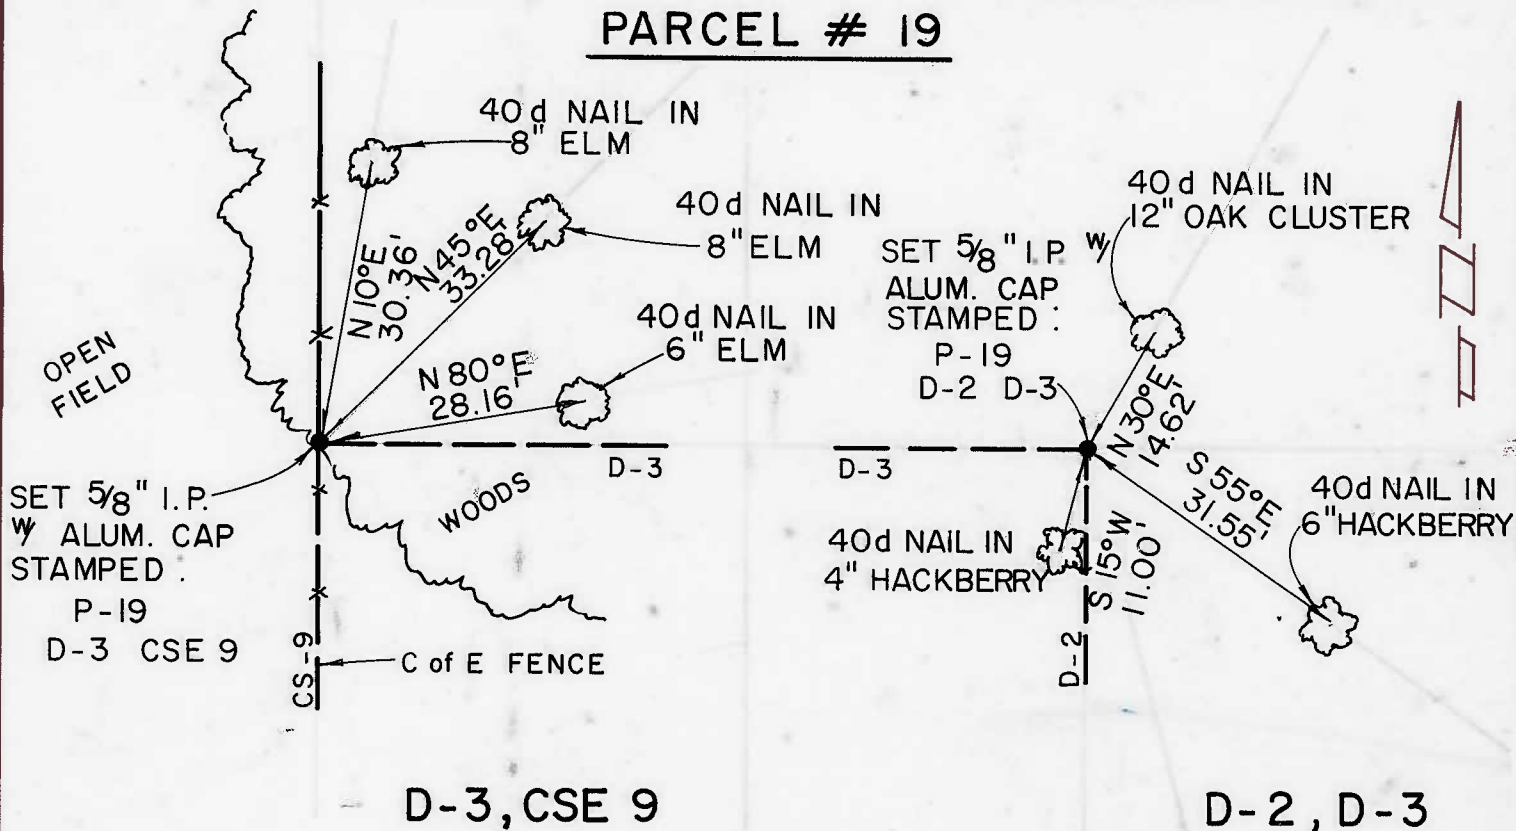 PARCEL # 19
40d NAIL IN
8" ELM
N 10°E
30.36'
N 45°E
33.28'
40d NAIL IN
8" ELM
40d NAIL IN
6" ELM
N 80°E
28.16'
OPEN
FIELD
D-3
WOODS
SET 5/8" I.P.
W/ ALUM. CAP
STAMPED :
P-19
D-3 CSE 9
CS-9
C of E FENCE
D-3, CSE 9
40d NAIL IN
12" OAK CLUSTER
SET 5/8" I.P. W/
ALUM. CAP
STAMPED :
P-19
D-2 D-3
N 30°E
14.62'
D-3
S 55°E
31.55'
40d NAIL IN
6" HACKBERRY
40d NAIL IN
4" HACKBERRY
S 15°W
11.00'
D-2
D-2, D-3